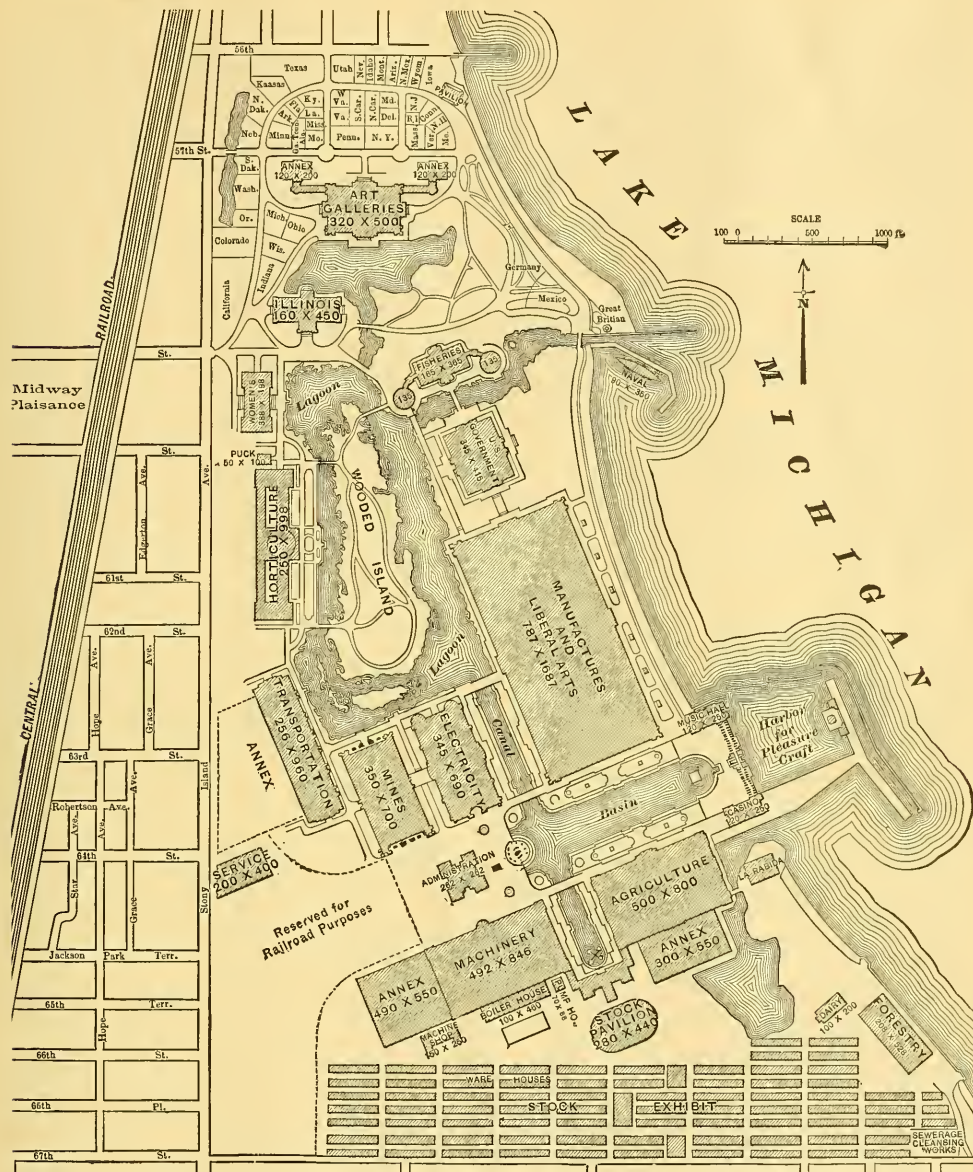 56th
Texas
Utah
Nev.
Idaho
Mont.
Ariz.
N. Mex.
Wyom.
Iowa
Kasas
PAVILION
N.
Dak.
Neb.
Minn.
Ark.
Fla.
Ky.
La.
Miss.
Mo.
Ala.
W
Va.
Va.
S. Car.
N. Car.
Md.
Del.
Penn.
N. Y.
N.J
R.I
Conn
Mass.
Ver.
N.H
Me.
57th St.
S.
Dak.
Wash.
Or.
Colorado
California
Mich
Ohio
Wis.
Indiana
ANNEX
120 X 200
ANNEX
120 X 200
ART
GALLERIES
320 X 500
LAKE MICHIGAN
SCALE
100 0 500 1000 ft
N
Germany
Mexico
Great
Britian
ILLINOIS
160 X 450
CENTRAL RAILROAD.
St.
Midway
Plaisance
WOMEN'S
388 X 198
Lagoon
FISHERIES
165 X 365
135
135
NAVAL
U.S
GOVERNMENT
345 X 415
St.
PUCK
50 X 100
Edgerton Ave.
Ave.
HORTICULTURE
250 X 998
WOODED ISLAND
61st St.
MANUFACTURES
AND
LIBERAL ARTS
787 X 1687
62nd St.
Hope Ave.
Grace Ave.
Lagoon
TRANSPORTATION
256 X 960
ANNEX
ELECTRICITY
345 X 690
MINES
350 X 700
Canal
MUSIC HALL
Harbor
for
Pleasure
Craft
Basin
CASINO
120 X 250
63rd St.
Stony Island
Robertson Ave.
Ave.
Ave.
Ave.
64th St.
Star
Grace
SERVICE
200 X 400
ADMINISTRATION
262 X 262
AGRICULTURE
500 X 800
LA RABIDA
Reserved for
Railroad Purposes
Jackson Park Terr.
MACHINERY
492 X 846
ANNEX
490 X 550
ANNEX
300 X 550
65th Terr.
Hope
BOILER HOUSE
100 X 460
MACHINE
SHOP
STOCK
PAVILION
280 X 440
DAIRY
100 X 200
FORESTRY
208 X 528
66th St.
WARE HOUSES
66th Pl.
STOCK EXHIBIT
SEWERAGE
CLEANSING
WORKS
67th St.